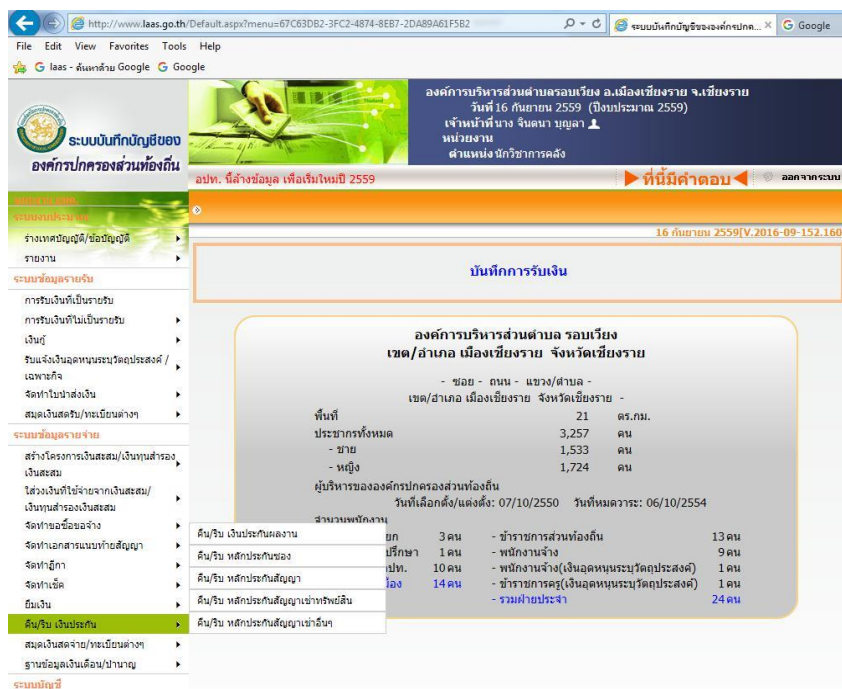 http://www.laas.go.th/Default.aspx?menu=67C63DB2-3FC2-4874-8EB7-2DA89A61F5B2
ระบบบันทึกบัญชีขององค์กรปกค...
Google
File Edit View Favorites Tools Help
laas - ค้นหาด้วย Google
Google
ระบบบันทึกบัญชีของ
องค์กรปกครองส่วนท้องถิ่น
Thailand
องค์การบริหารส่วนตำบลรอบเวียง อ.เมืองเชียงราย จ.เชียงราย
วันที่ 16 กันยายน 2559 (ปีงบประมาณ 2559)
เจ้าหน้าที่ นาง จินตนา บุญลา
หน่วยงาน
ตำแหน่ง นักวิชาการคลัง
อปท. นี้ล้างข้อมูล เพื่อเริ่มใหม่ปี 2559
ที่นี่มีคำตอบ
ออกจากระบบ
ระบบงบประมาณ
ร่างเทศบัญญัติ/ข้อบัญญัติ
รายงาน
ระบบข้อมูลรายรับ
การรับเงินที่เป็นรายรับ
การรับเงินที่ไม่เป็นรายรับ
เงินกู้
รับแจ้งเงินอุดหนุนระบุวัตถุประสงค์ /
เฉพาะกิจ
จัดทำใบนำส่งเงิน
สมุดเงินสดรับ/ทะเบียนต่างๆ
ระบบข้อมูลรายจ่าย
สร้างโครงการเงินสะสม/เงินทุนสำรอง
เงินสะสม
ใส่วงเงินที่ใช้จ่ายจากเงินสะสม/
เงินทุนสำรองเงินสะสม
จัดทำขอซื้อขอจ้าง
จัดทำเอกสารแนบท้ายสัญญา
จัดทำฎีกา
จัดทำเช็ค
ยืมเงิน
คืน/ริบ เงินประกัน
สมุดเงินสดจ่าย/ทะเบียนต่างๆ
ฐานข้อมูลเงินเดือน/บำนาญ
ระบบบัญชี
คืน/ริบ เงินประกันผลงาน
คืน/ริบ หลักประกันซอง
คืน/ริบ หลักประกันสัญญา
คืน/ริบ หลักประกันสัญญาเช่าทรัพย์สิน
คืน/ริบ หลักประกันสัญญาเช่าอื่นๆ
16 กันยายน 2559[V.2016-09-152.160
บันทึกการรับเงิน
องค์การบริหารส่วนตำบล รอบเวียง
เขต/อำเภอ เมืองเชียงราย จังหวัดเชียงราย
- ซอย - ถนน - แขวง/ตำบล -
เขต/อำเภอ เมืองเชียงราย จังหวัดเชียงราย -
พื้นที่ 21 ตร.กม.
ประชากรทั้งหมด 3,257 คน
- ชาย 1,533 คน
- หญิง 1,724 คน
ผู้บริหารขององค์กรปกครองส่วนท้องถิ่น
วันที่เลือกตั้ง/แต่งตั้ง: 07/10/2550 วันที่หมดวาระ: 06/10/2554
จำนวนพนักงาน
ยก 3 คน - ข้าราชการส่วนท้องถิ่น 13 คน
ปรึกษา 1 คน - พนักงานจ้าง 9 คน
อปท. 10 คน - พนักงานจ้าง(เงินอุดหนุนระบุวัตถุประสงค์) 1 คน
มือง 14 คน - ข้าราชการครู(เงินอุดหนุนระบุวัตถุประสงค์) 1 คน
- รวมฝ่ายประจำ 24 คน